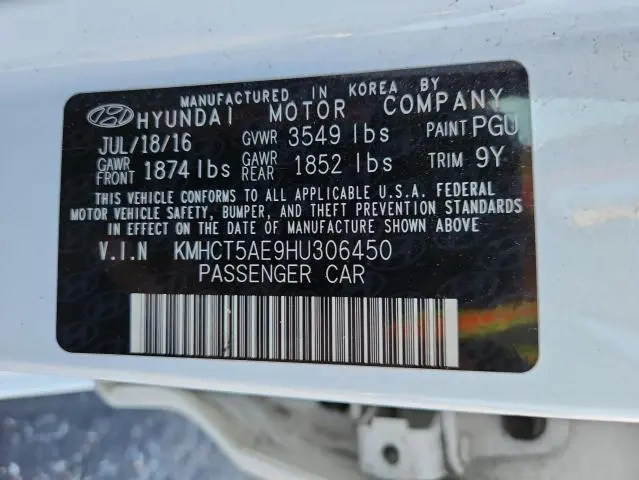 MANUFACTURED IN KOREA BY
HYUNDAI MOTOR COMPANY
JUL/18/16 GVWR 3549 lbs PAINT PGU
GAWR FRONT 1874 lbs GAWR REAR 1852 lbs TRIM 9Y
THIS VEHICLE CONFORMS TO ALL APPLICABLE U.S.A. FEDERAL
MOTOR VEHICLE SAFETY, BUMPER, AND THEFT PREVENTION STANDARDS
IN EFFECT ON THE DATE OF MANUFACTURE SHOWN ABOVE
V.I.N KMHCT5AE9HU306450
PASSENGER CAR